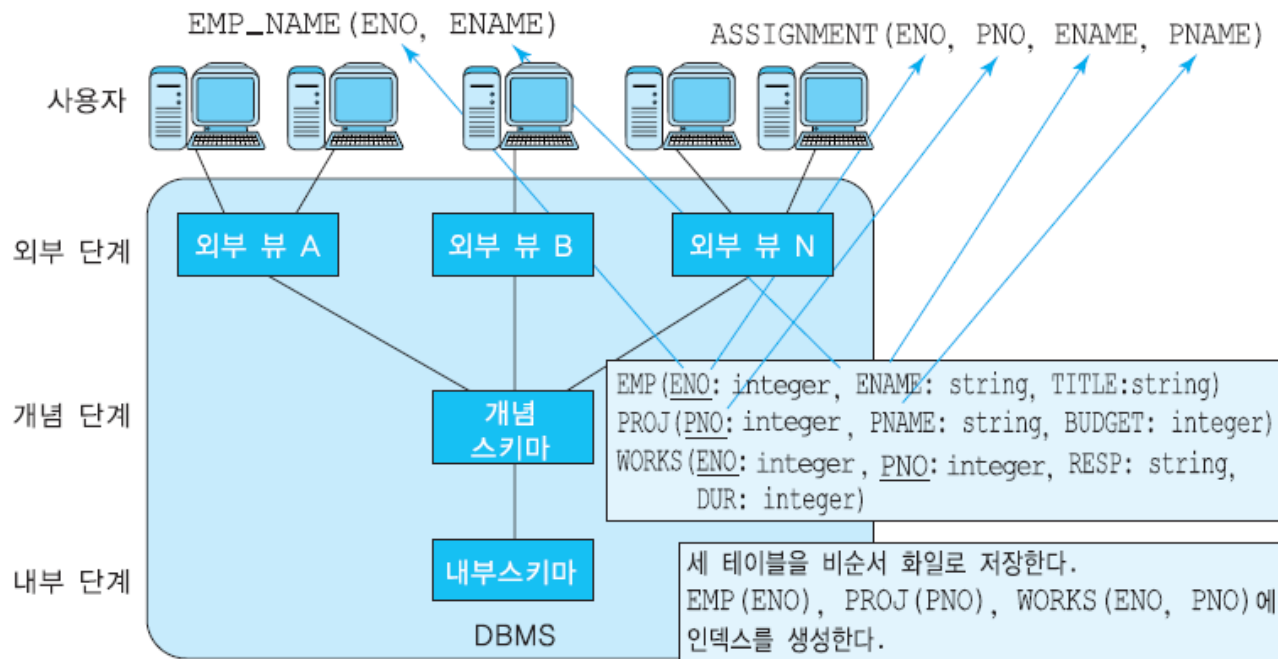 EMP_NAME(ENO, ENAME)
ASSIGNMENT(ENO, PNO, ENAME, PNAME)
사용자
외부 단계
외부 뷰 A
외부 뷰 B
외부 뷰 N
개념 단계
개념
스키마
EMP(ENO: integer, ENAME: string, TITLE:string)
PROJ(PNO: integer, PNAME: string, BUDGET: integer)
WORKS(ENO: integer, PNO: integer, RESP: string,
DUR: integer)
내부 단계
내부스키마
세 테이블을 비순서 화일로 저장한다.
EMP(ENO), PROJ(PNO), WORKS(ENO, PNO)에
인덱스를 생성한다.
DBMS